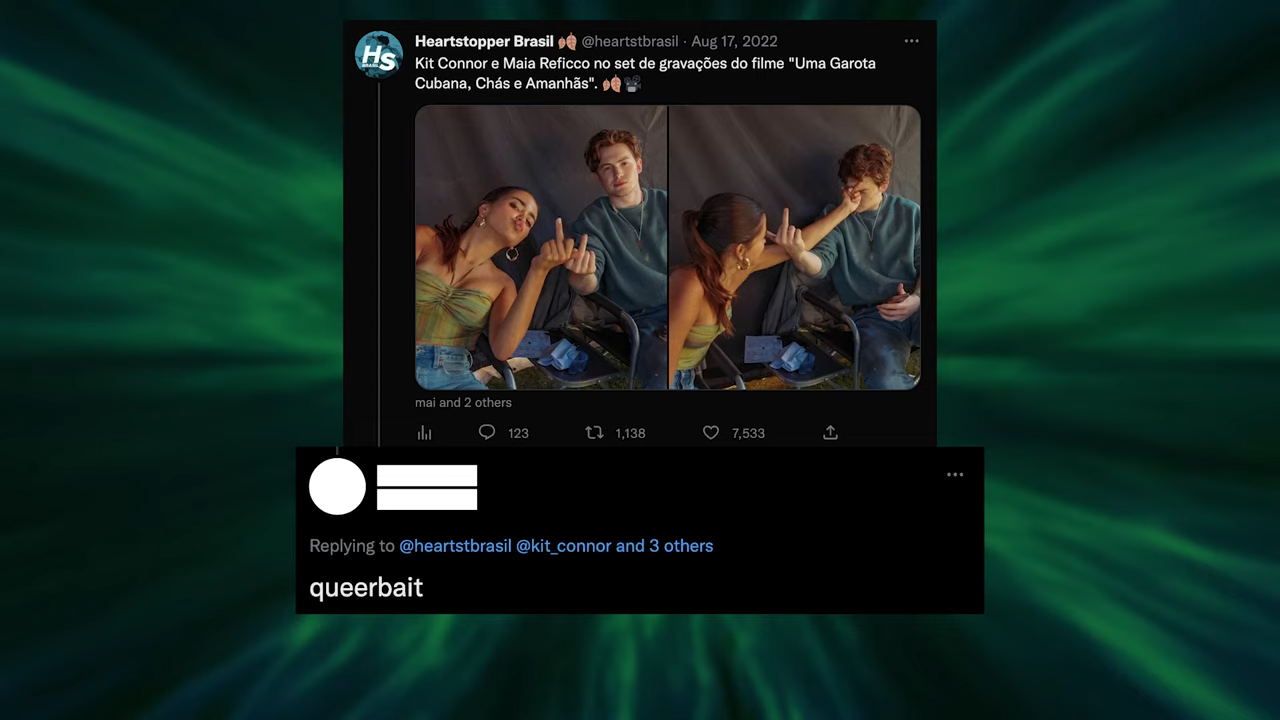 HS
BRASIL
Heartstopper Brasil 🫁 @heartstbrasil · Aug 17, 2022
Kit Connor e Maia Reficco no set de gravações do filme "Uma Garota
Cubana, Chás e Amanhãs". 🫁📽️
mai and 2 others
123
1,138
7,533
Replying to @heartstbrasil @kit_connor and 3 others
queerbait